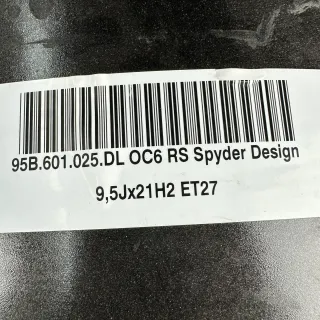 95B.601.025.DL OC6 RS Spyder Design
9,5Jx21H2 ET27